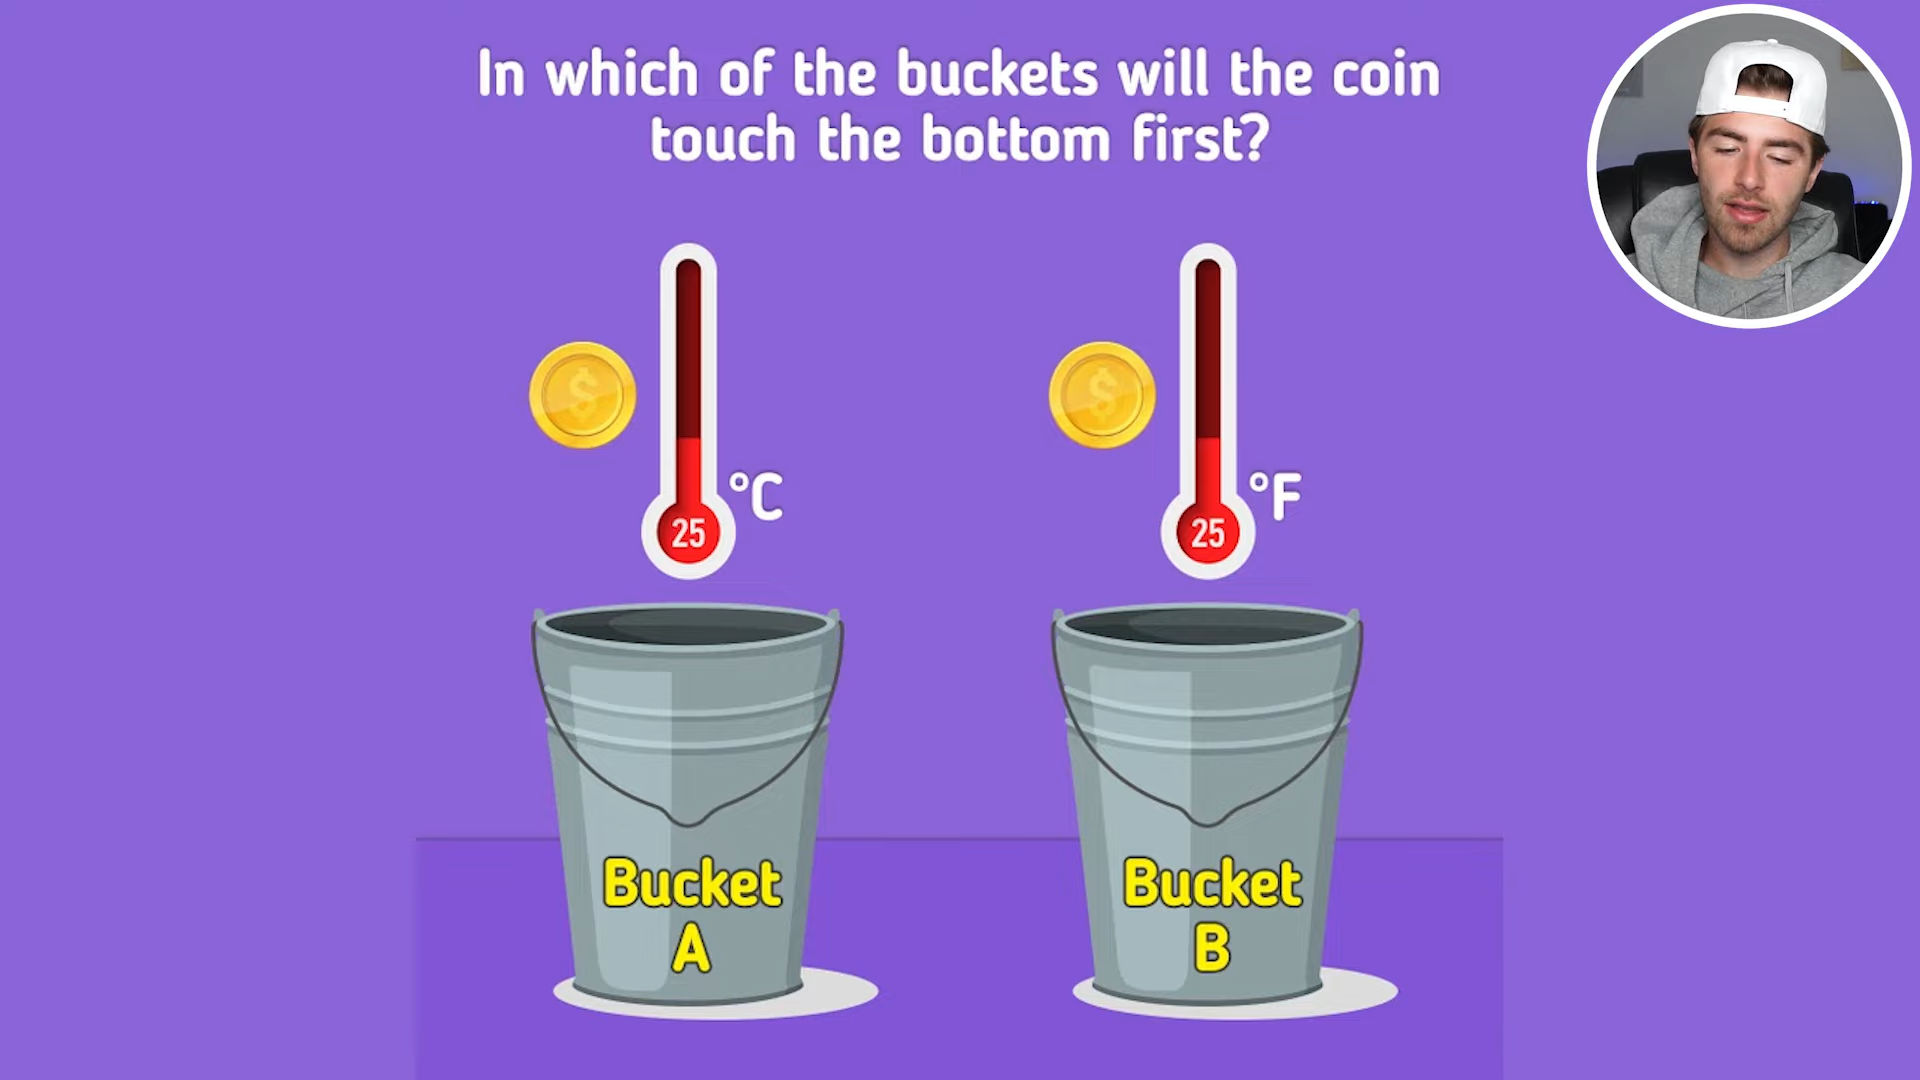 In which of the buckets will the coin
touch the bottom first?
$
$
°C
°F
25
25
Bucket
A
Bucket
B